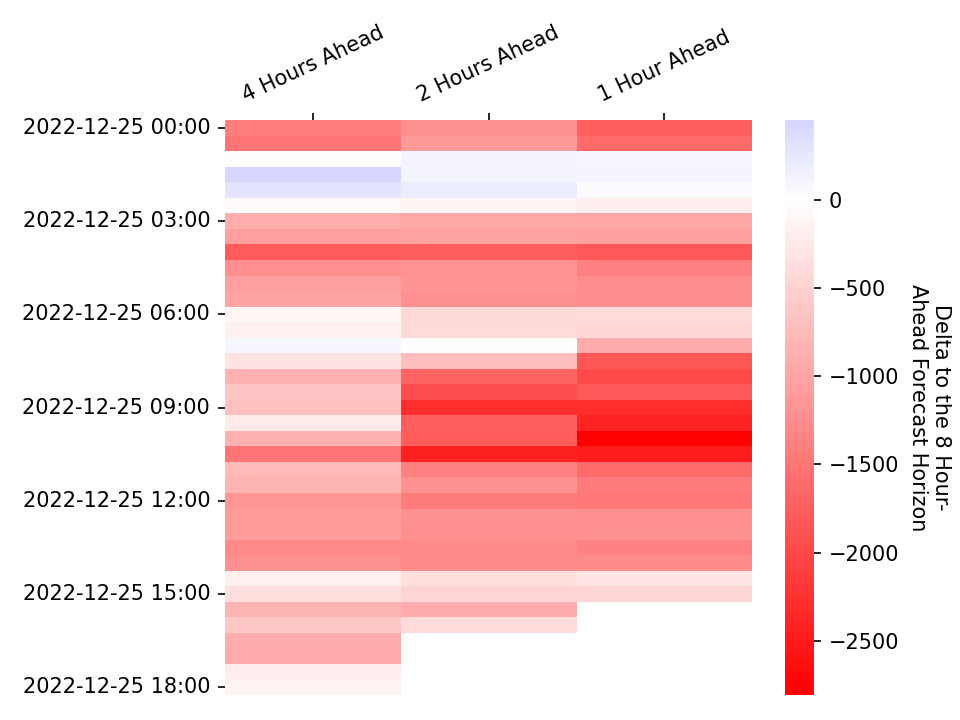 4 Hours Ahead
2 Hours Ahead
1 Hour Ahead
2022-12-25 00:00
2022-12-25 03:00
2022-12-25 06:00
2022-12-25 09:00
2022-12-25 12:00
2022-12-25 15:00
2022-12-25 18:00
0
−500
−1000
−1500
−2000
−2500
Delta to the 8 Hour-
Ahead Forecast Horizon